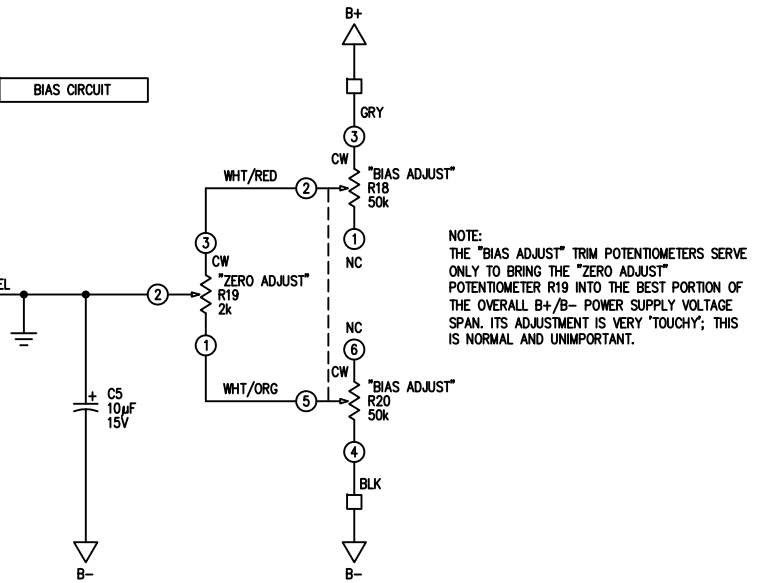 B+
BIAS CIRCUIT
GRY
3
CW
"BIAS ADJUST"
WHT/RED
2
R18
50k
1
NC
3
CW
"ZERO ADJUST"
EL
2
R19
2k
1
NOTE:
THE "BIAS ADJUST" TRIM POTENTIOMETERS SERVE
ONLY TO BRING THE "ZERO ADJUST"
POTENTIOMETER R19 INTO THE BEST PORTION OF
THE OVERALL B+/B- POWER SUPPLY VOLTAGE
SPAN. ITS ADJUSTMENT IS VERY 'TOUCHY'; THIS
IS NORMAL AND UNIMPORTANT.
NC
6
CW
"BIAS ADJUST"
WHT/ORG
5
R20
50k
+ C5
10µF
15V
4
BLK
B-
B-